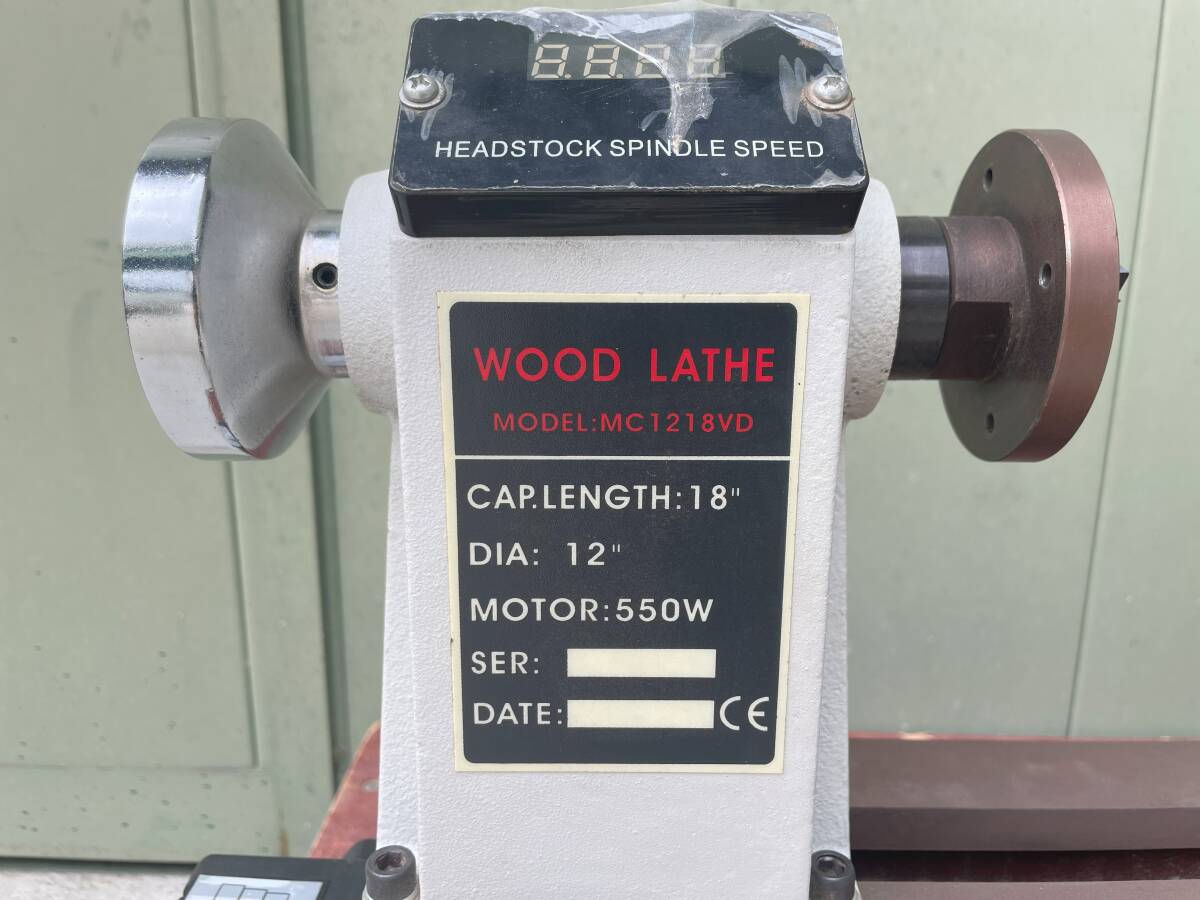 HEADSTOCK SPINDLE SPEED
WOOD LATHE
MODEL:MC1218VD
CAP.LENGTH:18"
DIA: 12"
MOTOR:550W
SER:
DATE: CE